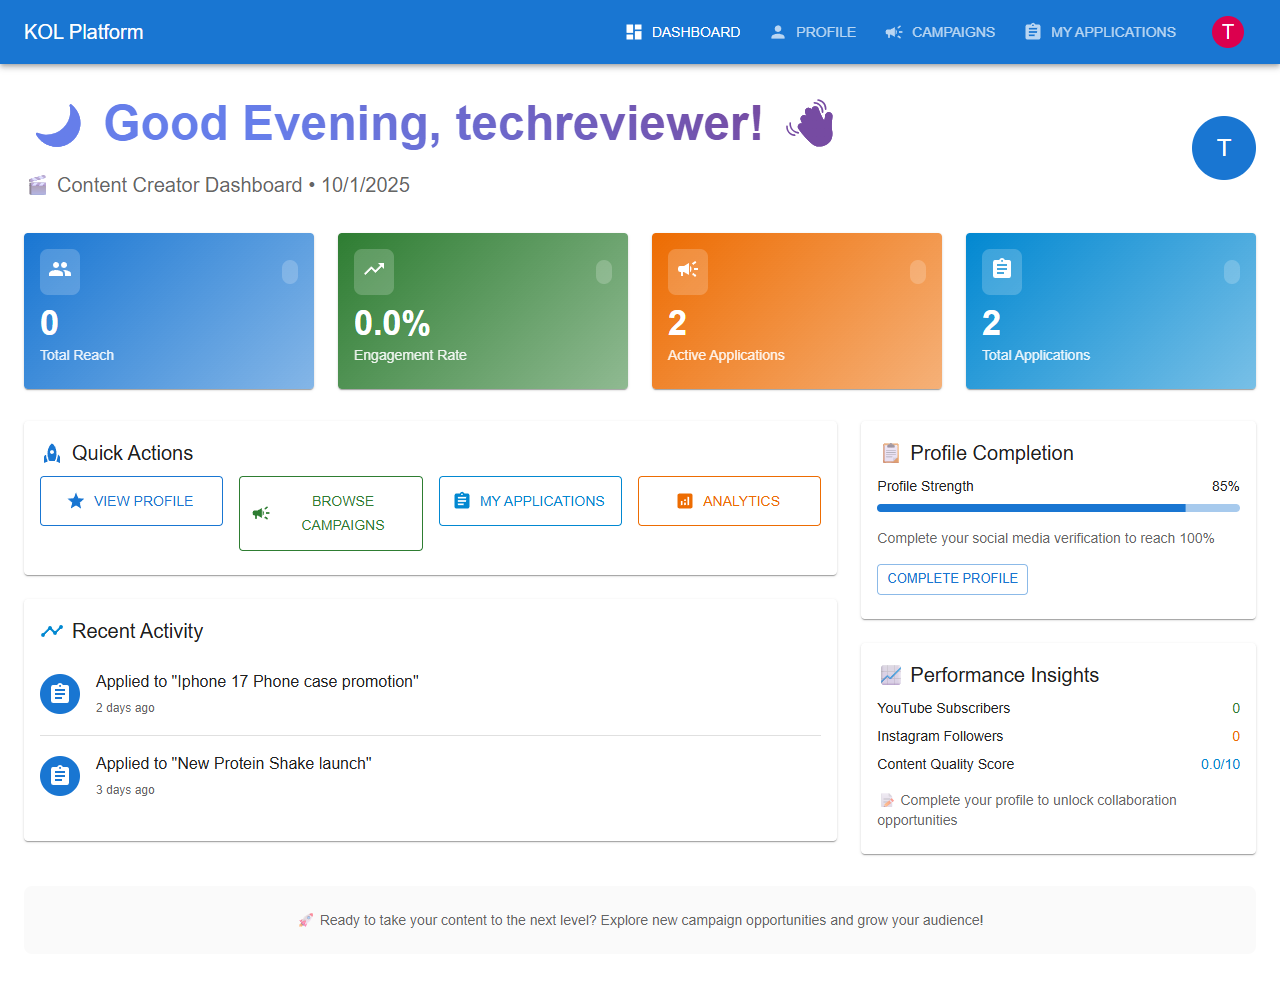 KOL Platform
DASHBOARD
PROFILE
CAMPAIGNS
MY APPLICATIONS
T
🌙 Good Evening, techreviewer! 👋
🎬 Content Creator Dashboard • 10/1/2025
T
0
Total Reach
0.0%
Engagement Rate
2
Active Applications
2
Total Applications
Quick Actions
VIEW PROFILE
BROWSE
CAMPAIGNS
MY APPLICATIONS
ANALYTICS
Recent Activity
Applied to "Iphone 17 Phone case promotion"
2 days ago
Applied to "New Protein Shake launch"
3 days ago
📋 Profile Completion
Profile Strength
85%
Complete your social media verification to reach 100%
COMPLETE PROFILE
📈 Performance Insights
YouTube Subscribers
0
Instagram Followers
0
Content Quality Score
0.0/10
📝 Complete your profile to unlock collaboration
opportunities
🚀 Ready to take your content to the next level? Explore new campaign opportunities and grow your audience!